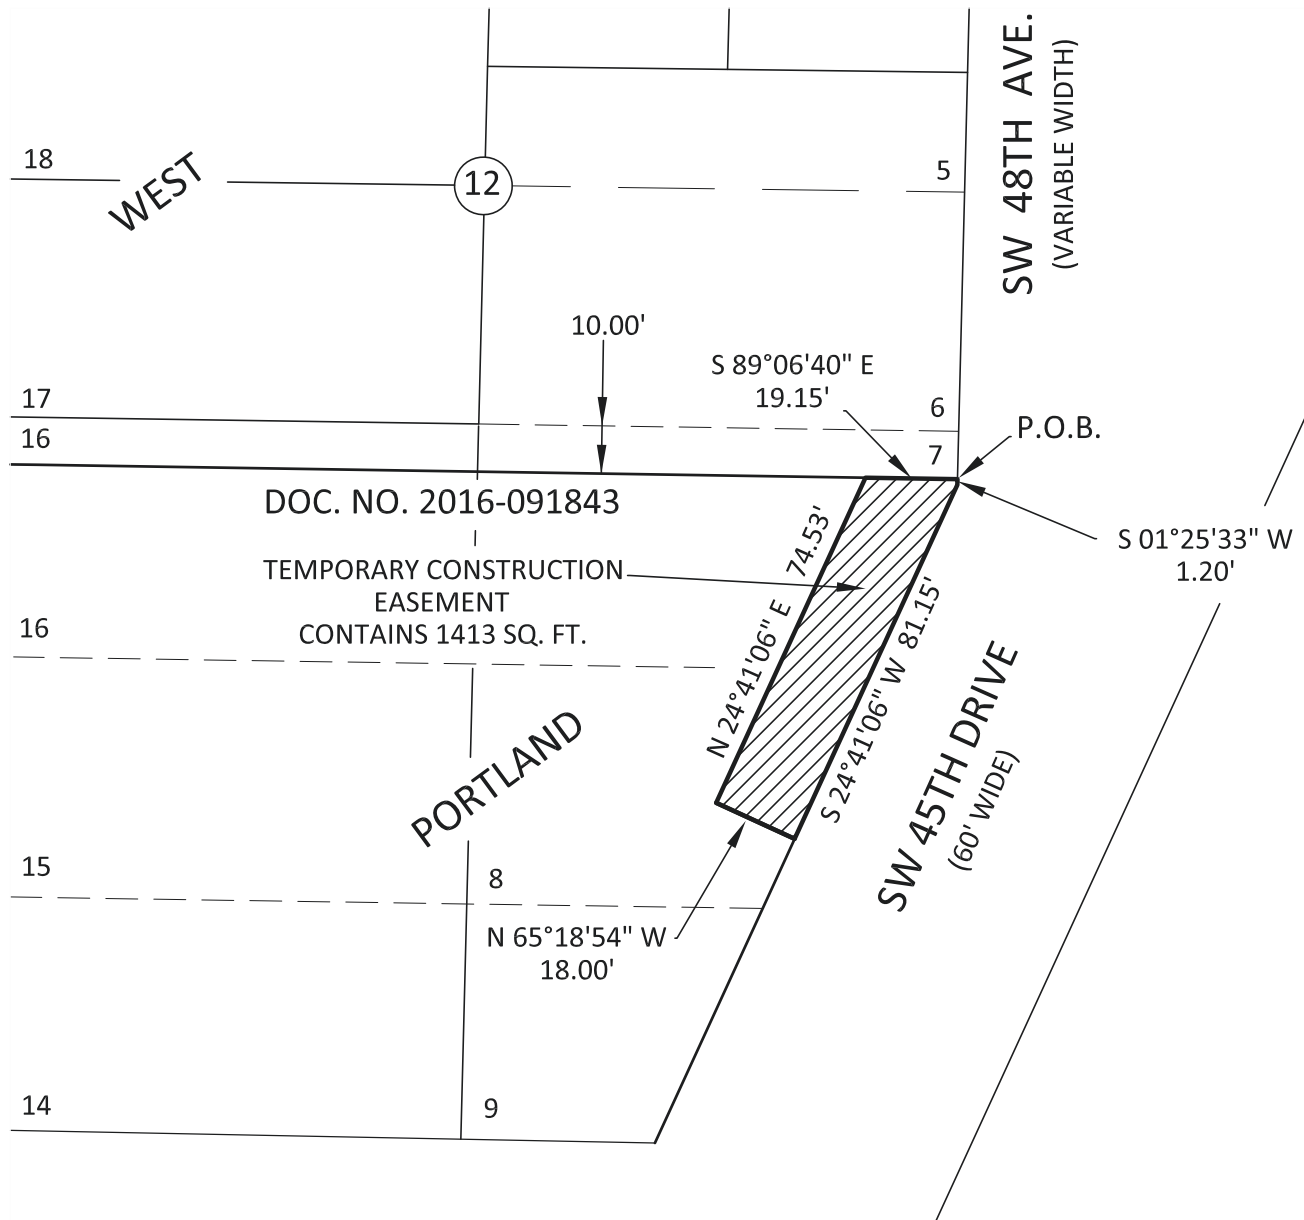 SW 48TH AVE.
(VARIABLE WIDTH)
18
WEST
12
5
10.00'
S 89°06'40" E
19.15'
17
6
16
7
P.O.B.
DOC. NO. 2016-091843
S 01°25'33" W
1.20'
TEMPORARY CONSTRUCTION
EASEMENT
CONTAINS 1413 SQ. FT.
N 24°41'06" E 74.53'
S 24°41'06" W 81.15'
16
PORTLAND
SW 45TH DRIVE
(60' WIDE)
15
8
N 65°18'54" W
18.00'
14
9